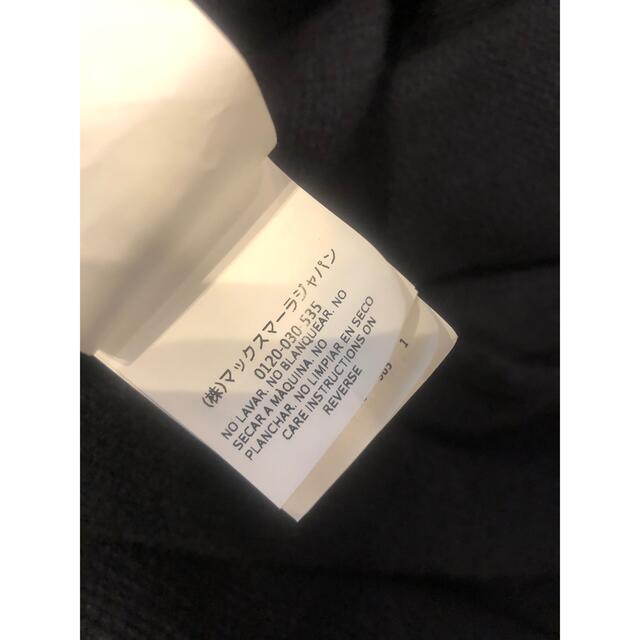 (株)マックスマーラジャパン
0120-030-535
NO LAVAR. NO BLANQUEAR. NO
SECAR A MÀQUINA. NO
PLANCHAR. NO LIMPIAR EN SECO
CARE INSTRUCTIONS ON
REVERSE
1